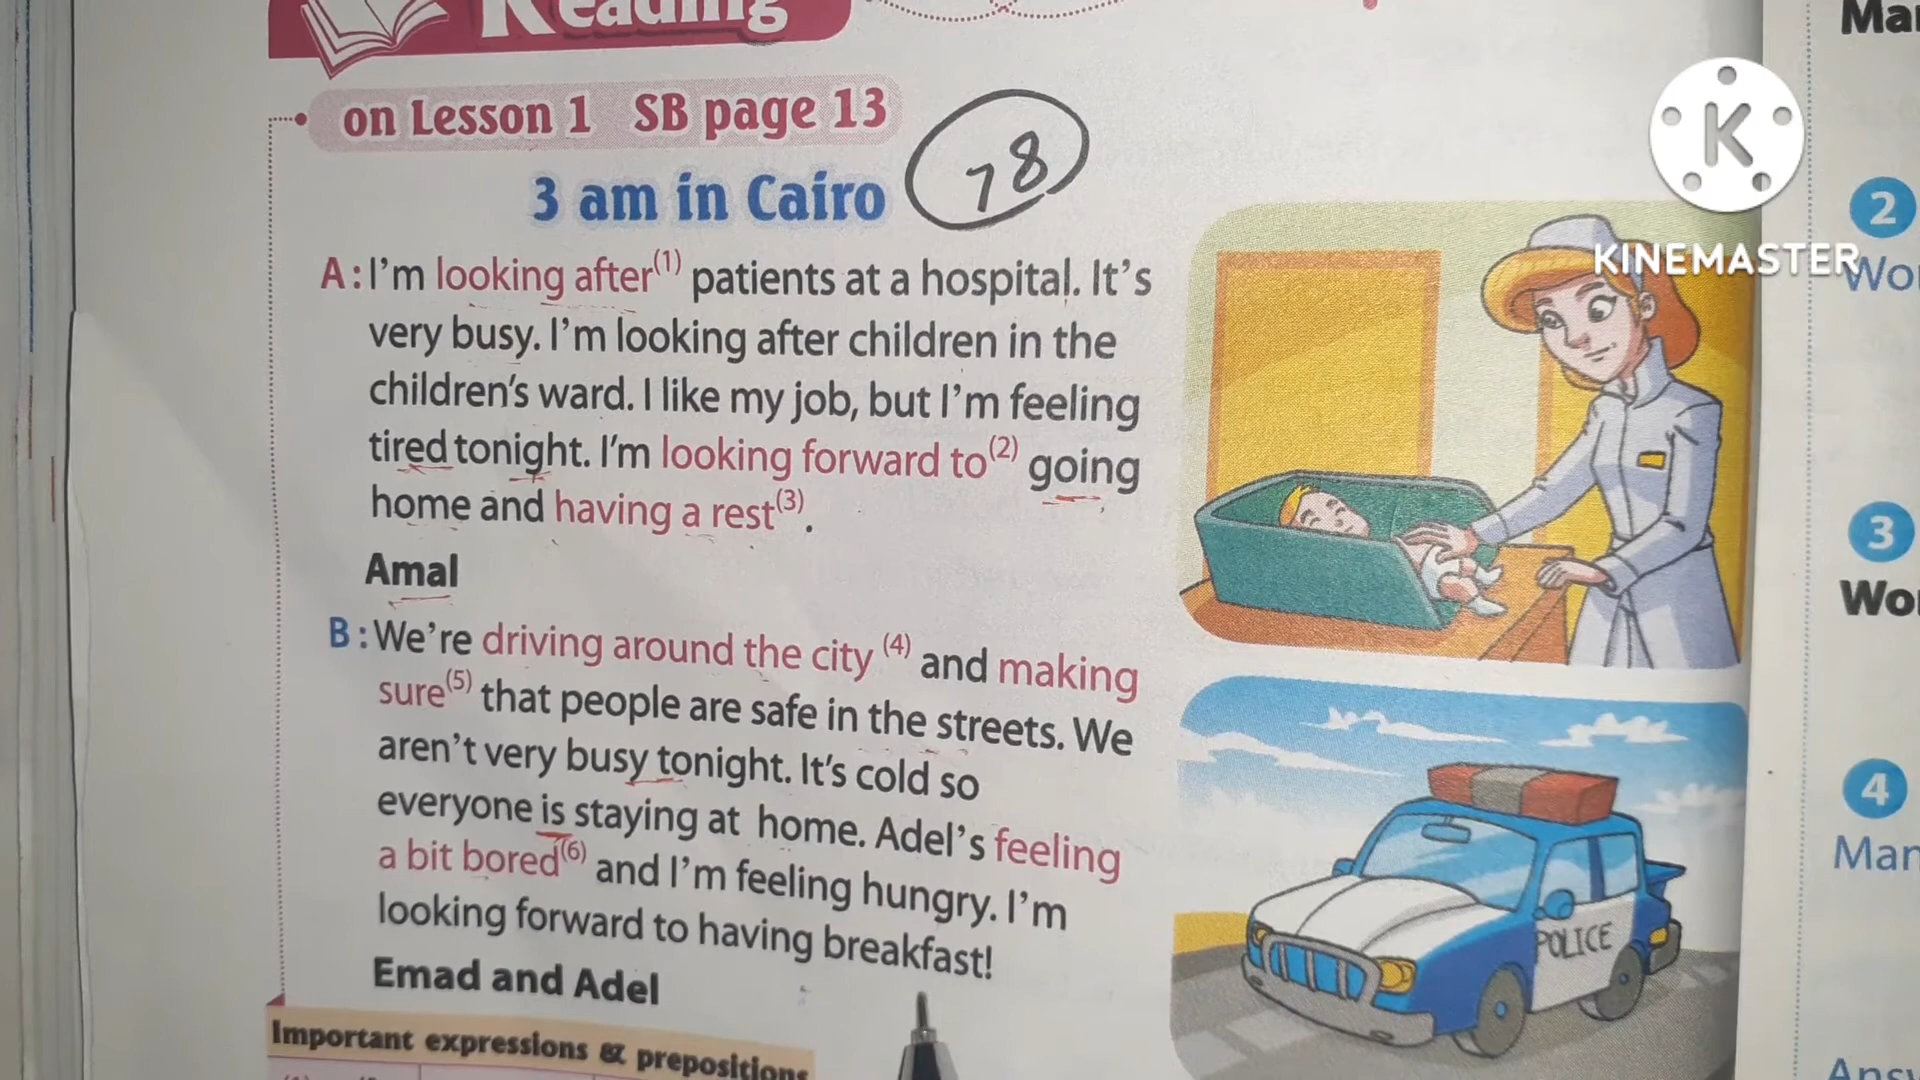 Reading
on Lesson 1 SB page 13
3 am in Cairo
78
A: I'm looking after(1) patients at a hospital. It's
very busy. I'm looking after children in the
children's ward. I like my job, but I'm feeling
tired tonight. I'm looking forward to(2) going
home and having a rest(3).
Amal
B: We're driving around the city (4) and making
sure(5) that people are safe in the streets. We
aren't very busy tonight. It's cold so
everyone is staying at home. Adel's feeling
a bit bored(6) and I'm feeling hungry. I'm
looking forward to having breakfast!
Emad and Adel
Important expressions & prepositions
POLICE
K
KINEMASTER
2
3
4